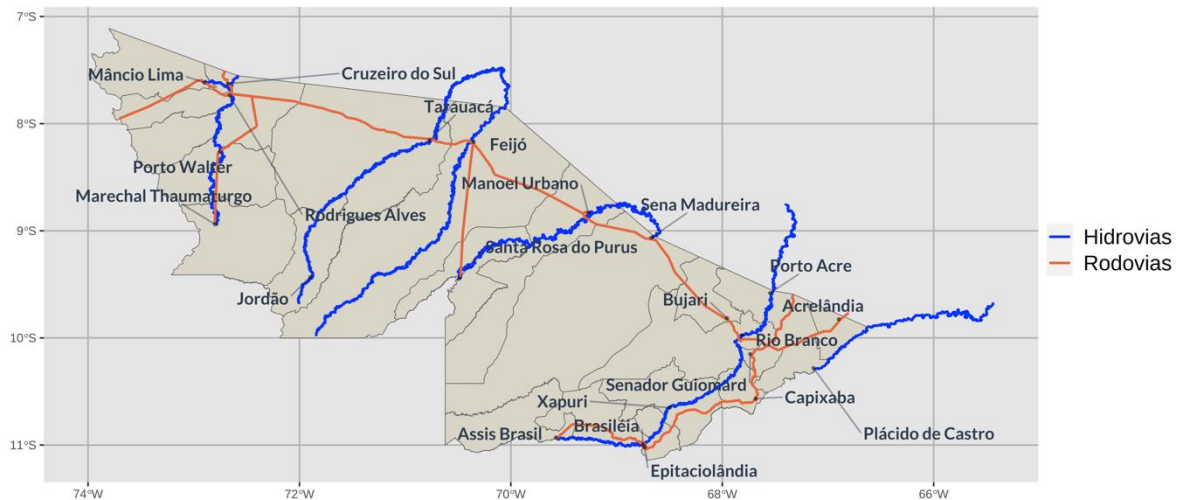 7°S
8°S
9°S
10°S
11°S
74°W
72°W
70°W
68°W
66°W
Mâncio Lima
Cruzeiro do Sul
Tarauacá
Feijó
Porto Walter
Manoel Urbano
Marechal Thaumaturgo
Rodrigues Alves
Sena Madureira
Santa Rosa do Purus
Porto Acre
Jordão
Bujari
Acrelândia
Rio Branco
Senador Guiomard
Xapuri
Capixaba
Brasiléia
Assis Brasil
Plácido de Castro
Epitaciolândia
Hidrovias
Rodovias